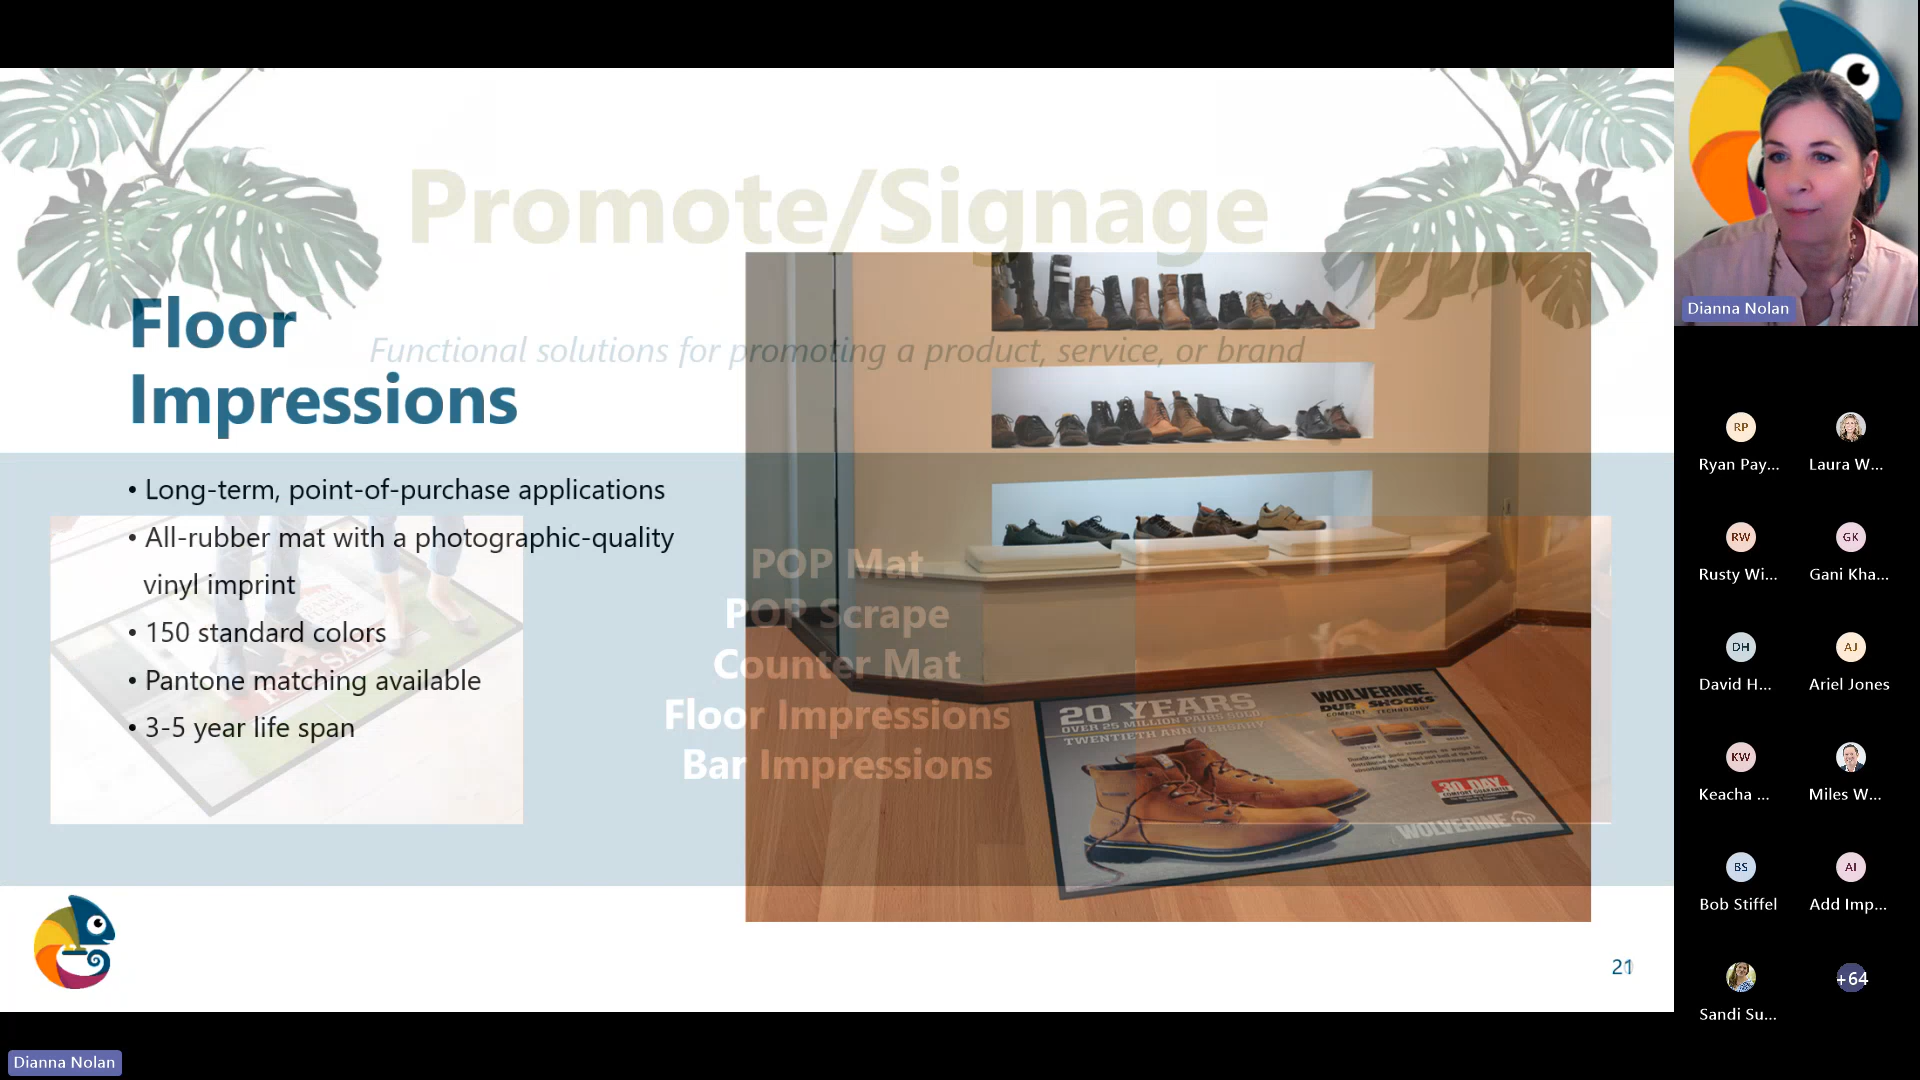 Promote/Signage
Floor
Impressions
Functional solutions for promoting a product, service, or brand
• Long-term, point-of-purchase applications
• All-rubber mat with a photographic-quality
vinyl imprint
• 150 standard colors
• Pantone matching available
• 3-5 year life span
POP Mat
POP Scrape
Counter Mat
Floor Impressions
Bar Impressions
20 YEARS
OVER 25 MILLION PAIRS SOLD
TWENTIETH ANNIVERSARY
WOLVERINE
DURASHOCKS
COMFORT TECHNOLOGY
30 DAY
COMFORT GUARANTEE
WOLVERINE
21
Dianna Nolan
Ryan Pay...
Laura W...
RP
RW
GK
Rusty Wi...
Gani Kha...
DH
AJ
David H...
Ariel Jones
KW
Keacha ...
Miles W...
BS
AI
Bob Stiffel
Add Imp...
+64
Sandi Su...
Dianna Nolan